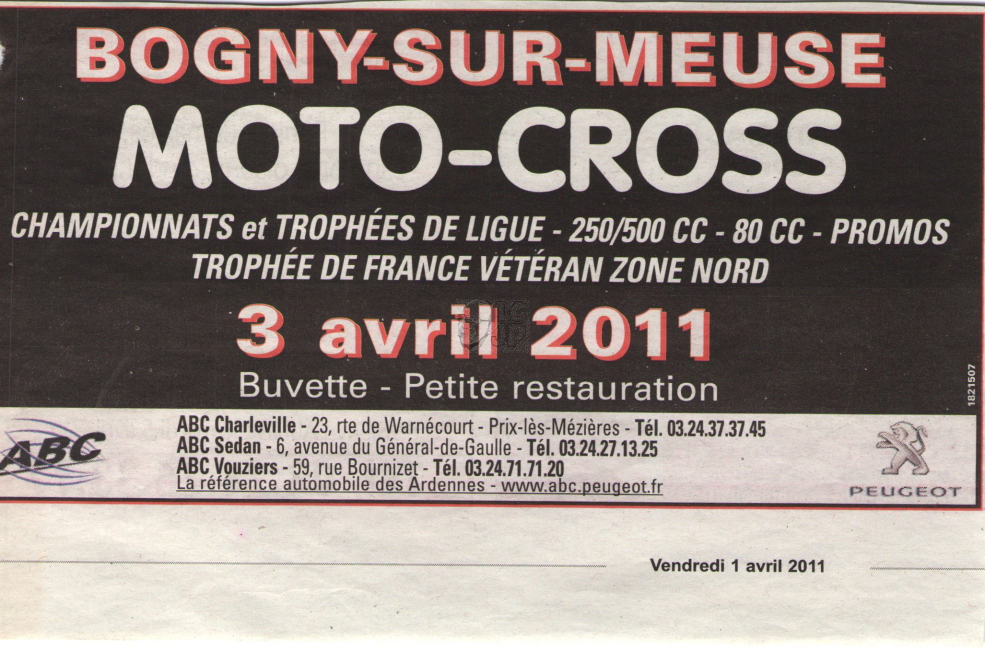 BOGNY-SUR-MEUSE
MOTO-CROSS
CHAMPIONNATS et TROPHÉES DE LIGUE - 250/500 CC - 80 CC - PROMOS
TROPHÉE DE FRANCE VÉTÉRAN ZONE NORD
3 avril 2011
Buvette - Petite restauration
1821507
ABC
ABC Charleville - 23, rte de Warnécourt - Prix-lès-Mézières - Tél. 03.24.37.37.45
ABC Sedan - 6, avenue du Général-de-Gaulle - Tél. 03.24.27.13.25
ABC Vouziers - 59, rue Bournizet - Tél. 03.24.71.71.20
La référence automobile des Ardennes - www.abc.peugeot.fr
PEUGEOT
Vendredi 1 avril 2011